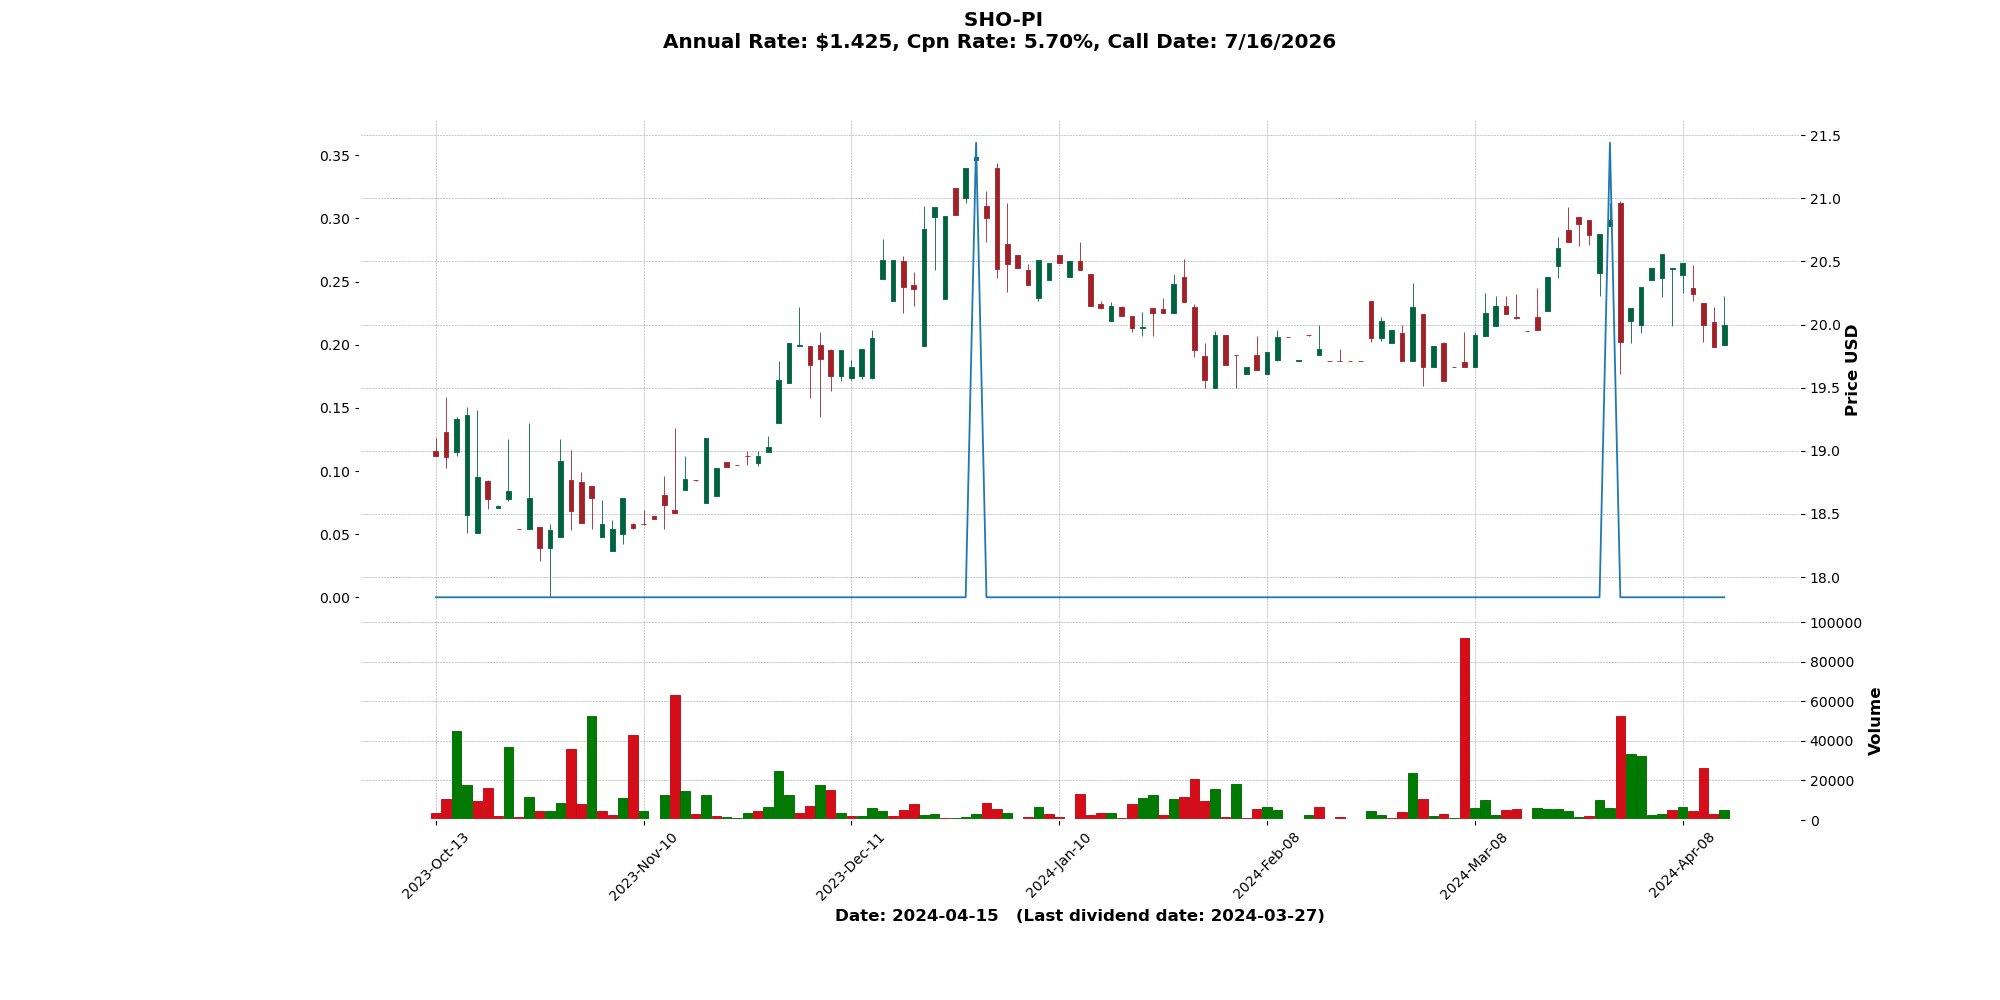 SHO-PI
Annual Rate: $1.425, Cpn Rate: 5.70%, Call Date: 7/16/2026
0.35
0.30
0.25
0.20
0.15
0.10
0.05
0.00
21.5
21.0
20.5
20.0
19.5
19.0
18.5
18.0
Price USD
100000
80000
60000
40000
20000
0
Volume
2023-Oct-13
2023-Nov-10
2023-Dec-11
2024-Jan-10
2024-Feb-08
2024-Mar-08
2024-Apr-08
Date: 2024-04-15 (Last dividend date: 2024-03-27)